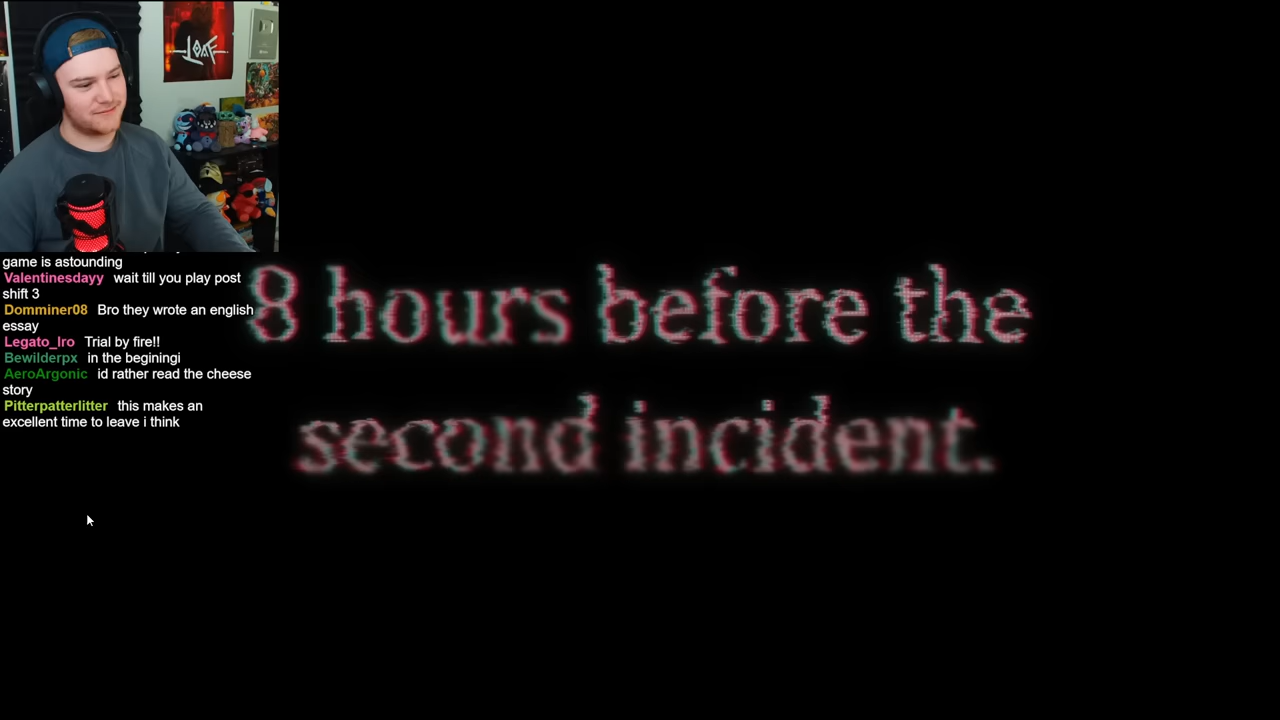 LOAF
game is astounding
Valentinesdayy wait till you play post
shift 3
Domminer08 Bro they wrote an english
essay
Legato_Iro Trial by fire!!
Bewilderpx in the beginingi
AeroArgonic id rather read the cheese
story
Pitterpatterlitter this makes an
excellent time to leave i think
8 hours before the
second incident.